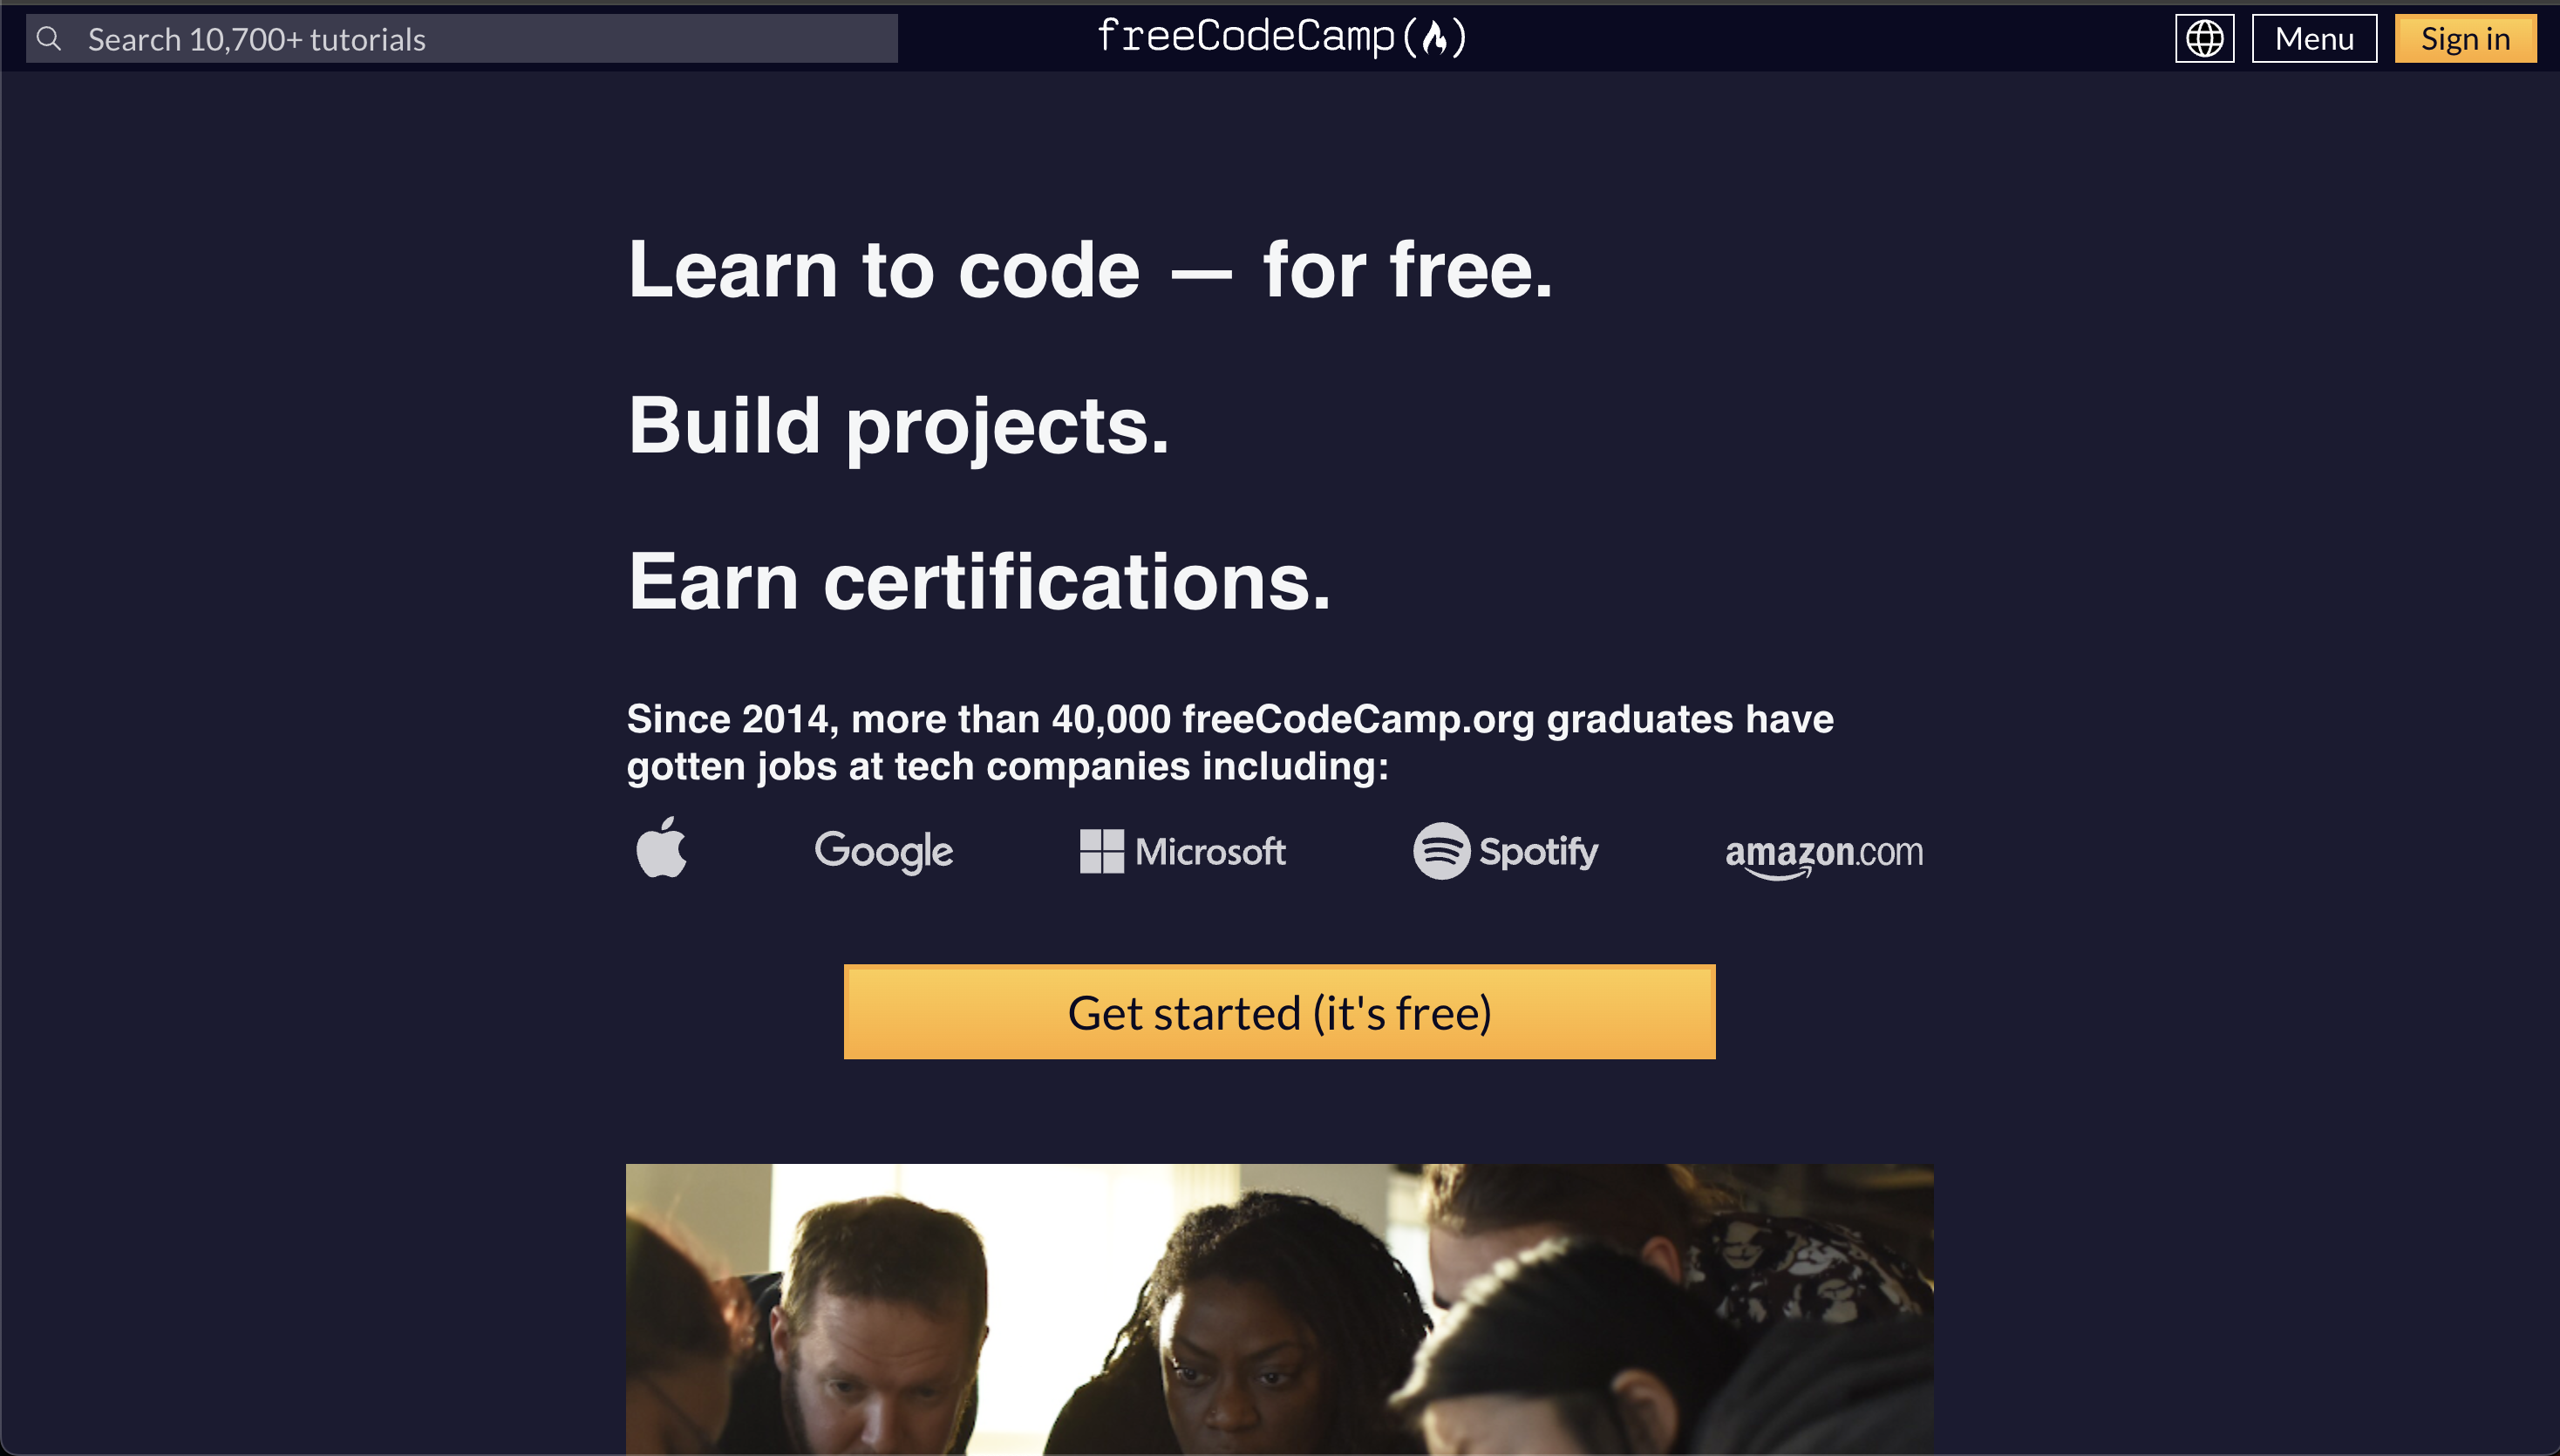 Search 10,700+ tutorials
freeCodeCamp
Menu
Sign in
Learn to code — for free.
Build projects.
Earn certifications.
Since 2014, more than 40,000 freeCodeCamp.org graduates have
gotten jobs at tech companies including:
Google
Microsoft
Spotify
amazon.com
Get started (it's free)